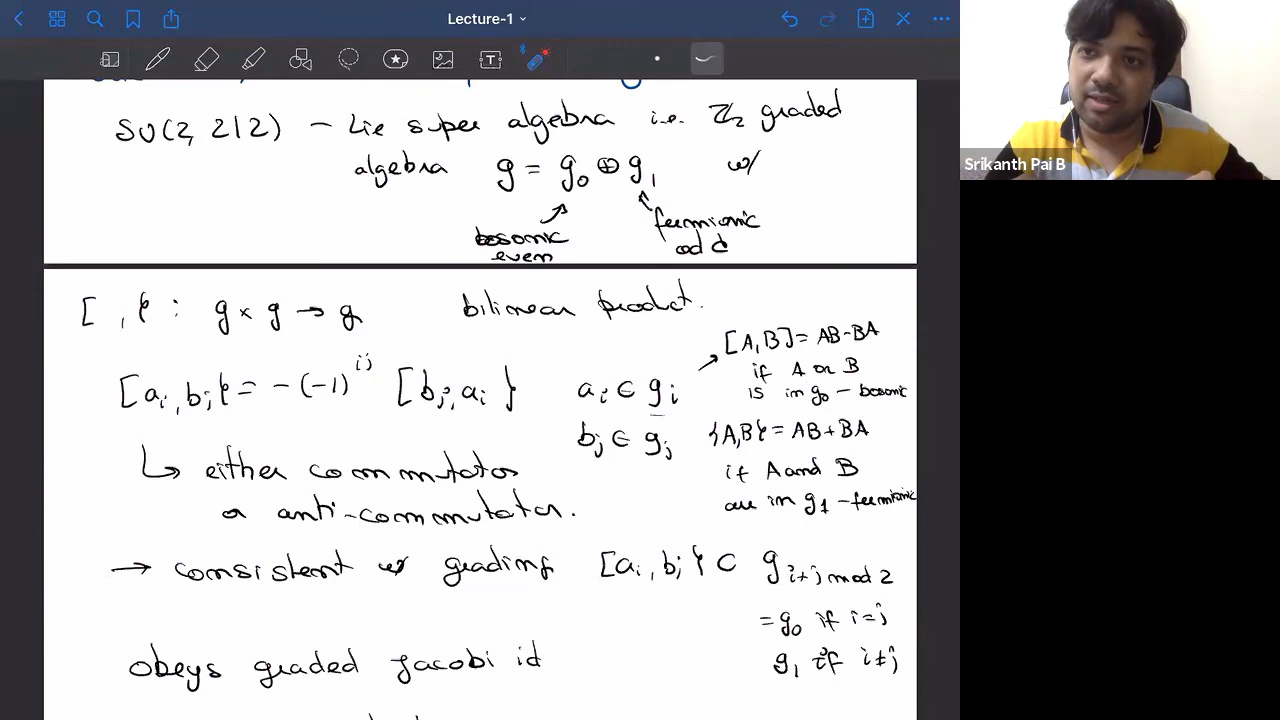 Lecture-1
Srikanth Pai B
SU(2, 2|2) – Lie super algebra i.e. ℤ₂ graded
algebra g = g₀ ⊕ g₁ w/
bosonic
even
fermionic
odd
[ , } : g × g → g bilinear product.
[aᵢ, bⱼ} = -(-1)^{ij} [bⱼ, aᵢ } aᵢ ∈ gᵢ
bⱼ ∈ gⱼ
→ [A, B] = AB-BA
if A or B
is in g₀ – bosonic
{A,B} = AB + BA
if A and B
are in g₁ – fermionic
↳ either commutator
or anti-commutator.
→ consistent w/ grading [aᵢ, bⱼ} ⊂ g_{i+j mod 2}
= g₀ if i=j
g₁ if i≠j
obeys graded Jacobi id